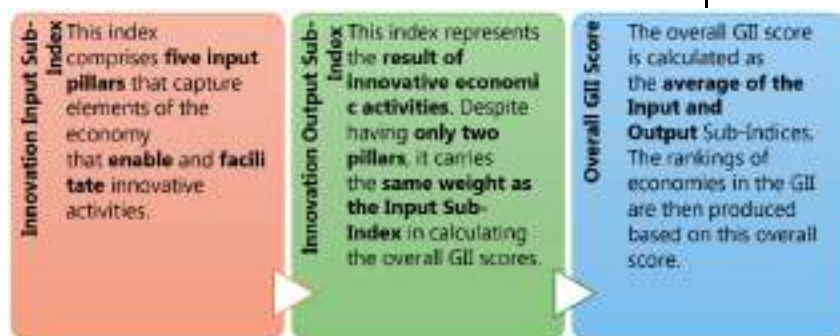 Innovation Input Sub-
Index
This index
comprises five input
pillars that capture
elements of the
economy
that enable and facili
tate innovative
activities.
Innovation Output Sub-
Index
This index represents
the result of
innovative economi
c activities. Despite
having only two
pillars, it carries
the same weight as
the Input Sub-
Index in calculating
the overall GII scores.
Overall GII Score
The overall GII score
is calculated as
the average of the
Input and
Output Sub-Indices.
The rankings of
economies in the GII
are then produced
based on this overall
score.